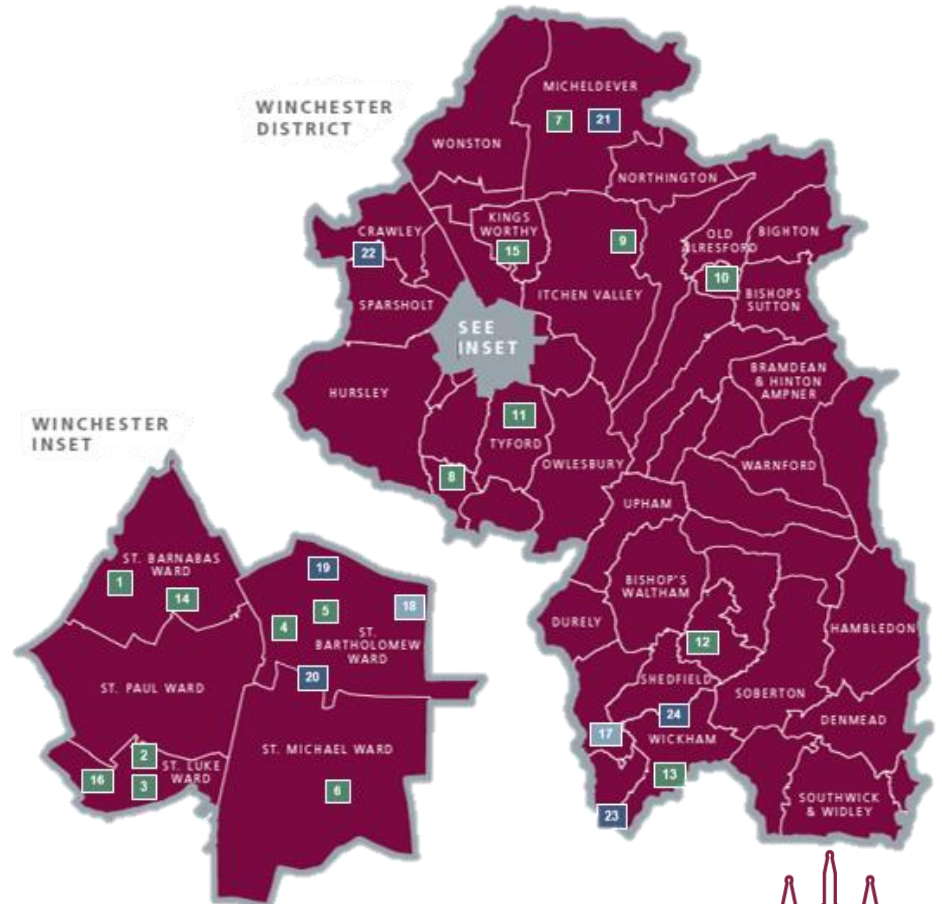 WINCHESTER
DISTRICT
MICHELDEVER
7
21
WONSTON
NORTHINGTON
CRAWLEY
22
KINGS
WORTHY
15
9
OLD
ALRESFORD
10
BIGHTON
BISHOPS
SUTTON
SPARSHOLT
ITCHEN VALLEY
SEE
INSET
HURSLEY
BRAMDEAN
& HINTON
AMPNER
11
TYFORD
8
OWLESBURY
WARNFORD
UPHAM
BISHOP'S
WALTHAM
DURELY
12
HAMBLEDON
SHEDFIELD
SOBERTON
24
17
WICKHAM
DENMEAD
13
23
SOUTHWICK
& WIDLEY
WINCHESTER
INSET
ST. BARNABAS
WARD
1
14
19
4
5
18
ST.
BARTHOLOMEW
WARD
20
ST. PAUL WARD
ST. MICHAEL WARD
2
ST. LUKE
WARD
16
3
6